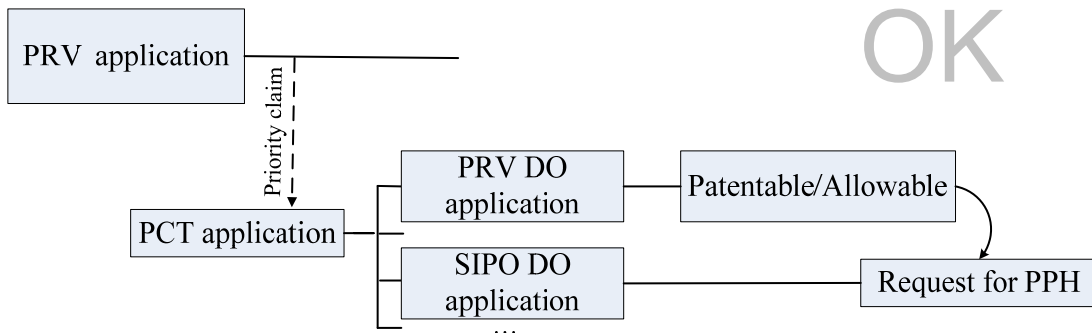 OK
PRV application
Priority claim
PRV DO
application
Patentable/Allowable
PCT application
SIPO DO
application
Request for PPH
...